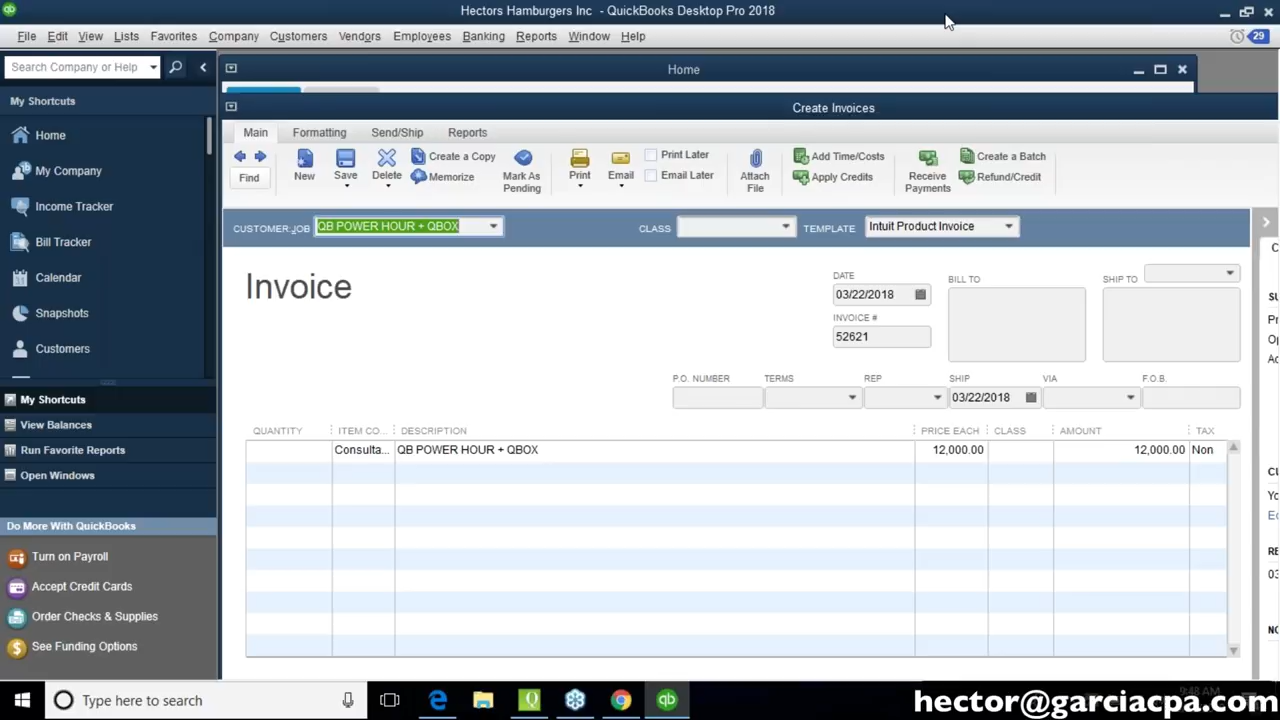 Hectors Hamburgers Inc - QuickBooks Desktop Pro 2018
File Edit View Lists Favorites Company Customers Vendors Employees Banking Reports Window Help
29
Search Company or Help
Home
My Shortcuts
Create Invoices
Main Formatting Send/Ship Reports
Home
My Company
Income Tracker
Bill Tracker
Calendar
Snapshots
Customers
Find
New
Save
Delete
Create a Copy
Memorize
Mark As
Pending
Print
Email
Print Later
Email Later
Attach
File
Add Time/Costs
Apply Credits
Receive
Payments
Create a Batch
Refund/Credit
CUSTOMER:JOB QB POWER HOUR + QBOX CLASS TEMPLATE Intuit Product Invoice
Invoice
DATE
03/22/2018
INVOICE #
52621
BILL TO
SHIP TO
P.O. NUMBER TERMS REP SHIP VIA F.O.B.
03/22/2018
QUANTITY ITEM CO... DESCRIPTION PRICE EACH CLASS AMOUNT TAX
Consulta... QB POWER HOUR + QBOX 12,000.00 12,000.00 Non
My Shortcuts
View Balances
Run Favorite Reports
Open Windows
Do More With QuickBooks
Turn on Payroll
Accept Credit Cards
Order Checks & Supplies
See Funding Options
Type here to search
9:48 AM
hector@garciacpa.com